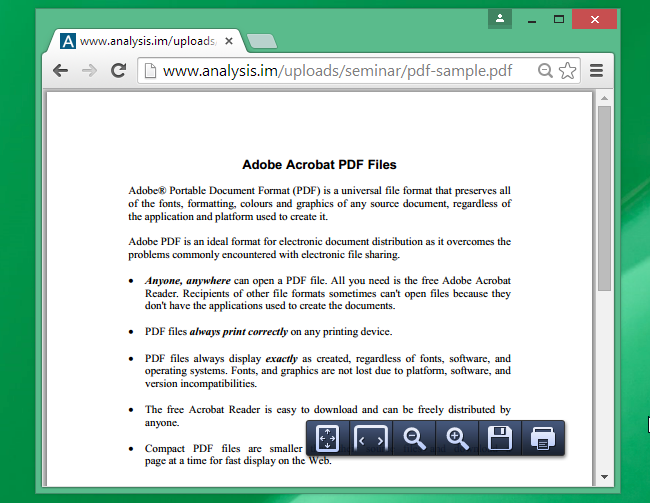 A www.analysis.im/uploads/
www.analysis.im/uploads/seminar/pdf-sample.pdf
Adobe Acrobat PDF Files
Adobe® Portable Document Format (PDF) is a universal file format that preserves all
of the fonts, formatting, colours and graphics of any source document, regardless of
the application and platform used to create it.
Adobe PDF is an ideal format for electronic document distribution as it overcomes the
problems commonly encountered with electronic file sharing.
• Anyone, anywhere can open a PDF file. All you need is the free Adobe Acrobat
Reader. Recipients of other file formats sometimes can't open files because they
don't have the applications used to create the documents.
• PDF files always print correctly on any printing device.
• PDF files always display exactly as created, regardless of fonts, software, and
operating systems. Fonts, and graphics are not lost due to platform, software, and
version incompatibilities.
• The free Acrobat Reader is easy to download and can be freely distributed by
anyone.
• Compact PDF files are smaller
page at a time for fast display on the Web.